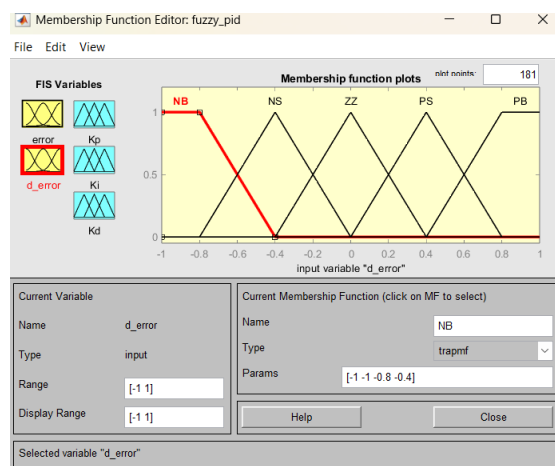 Membership Function Editor: fuzzy_pid
File Edit View
FIS Variables
error
Kp
d_error
Ki
Kd
Membership function plots
plot points:
181
NB NS ZZ PS PB
1
0.5
0
-1 -0.8 -0.6 -0.4 -0.2 0 0.2 0.4 0.6 0.8 1
input variable "d_error"
Current Variable
Name d_error
Type input
Range [-1 1]
Display Range [-1 1]
Current Membership Function (click on MF to select)
Name NB
Type trapmf
Params [-1 -1 -0.8 -0.4]
Help Close
Selected variable "d_error"